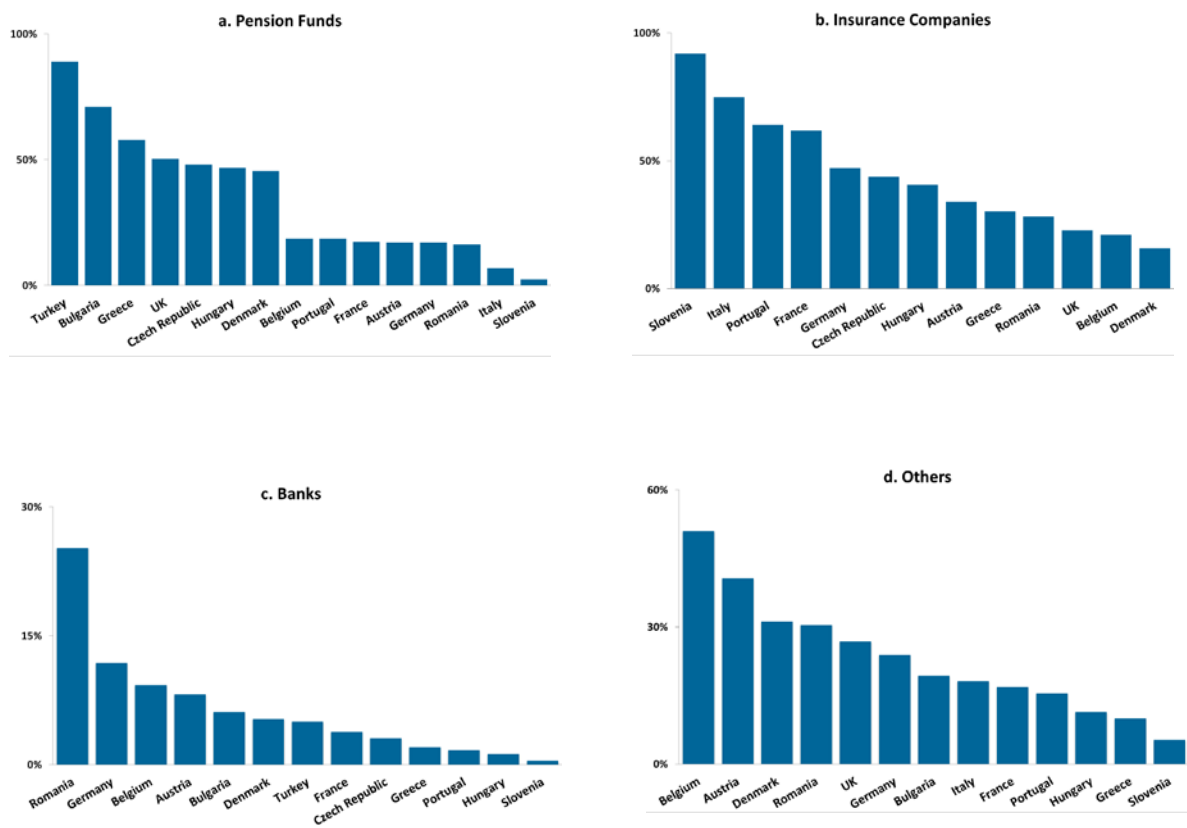 a. Pension Funds
100%
50%
0%
Turkey
Bulgaria
Greece
UK
Czech Republic
Hungary
Denmark
Belgium
Portugal
France
Austria
Germany
Romania
Italy
Slovenia
b. Insurance Companies
100%
50%
0%
Slovenia
Italy
Portugal
France
Germany
Czech Republic
Hungary
Austria
Greece
Romania
UK
Belgium
Denmark
c. Banks
30%
15%
0%
Romania
Germany
Belgium
Austria
Bulgaria
Denmark
Turkey
France
Czech Republic
Greece
Portugal
Hungary
Slovenia
d. Others
60%
30%
0%
Belgium
Austria
Denmark
Romania
UK
Germany
Bulgaria
Italy
France
Portugal
Hungary
Greece
Slovenia